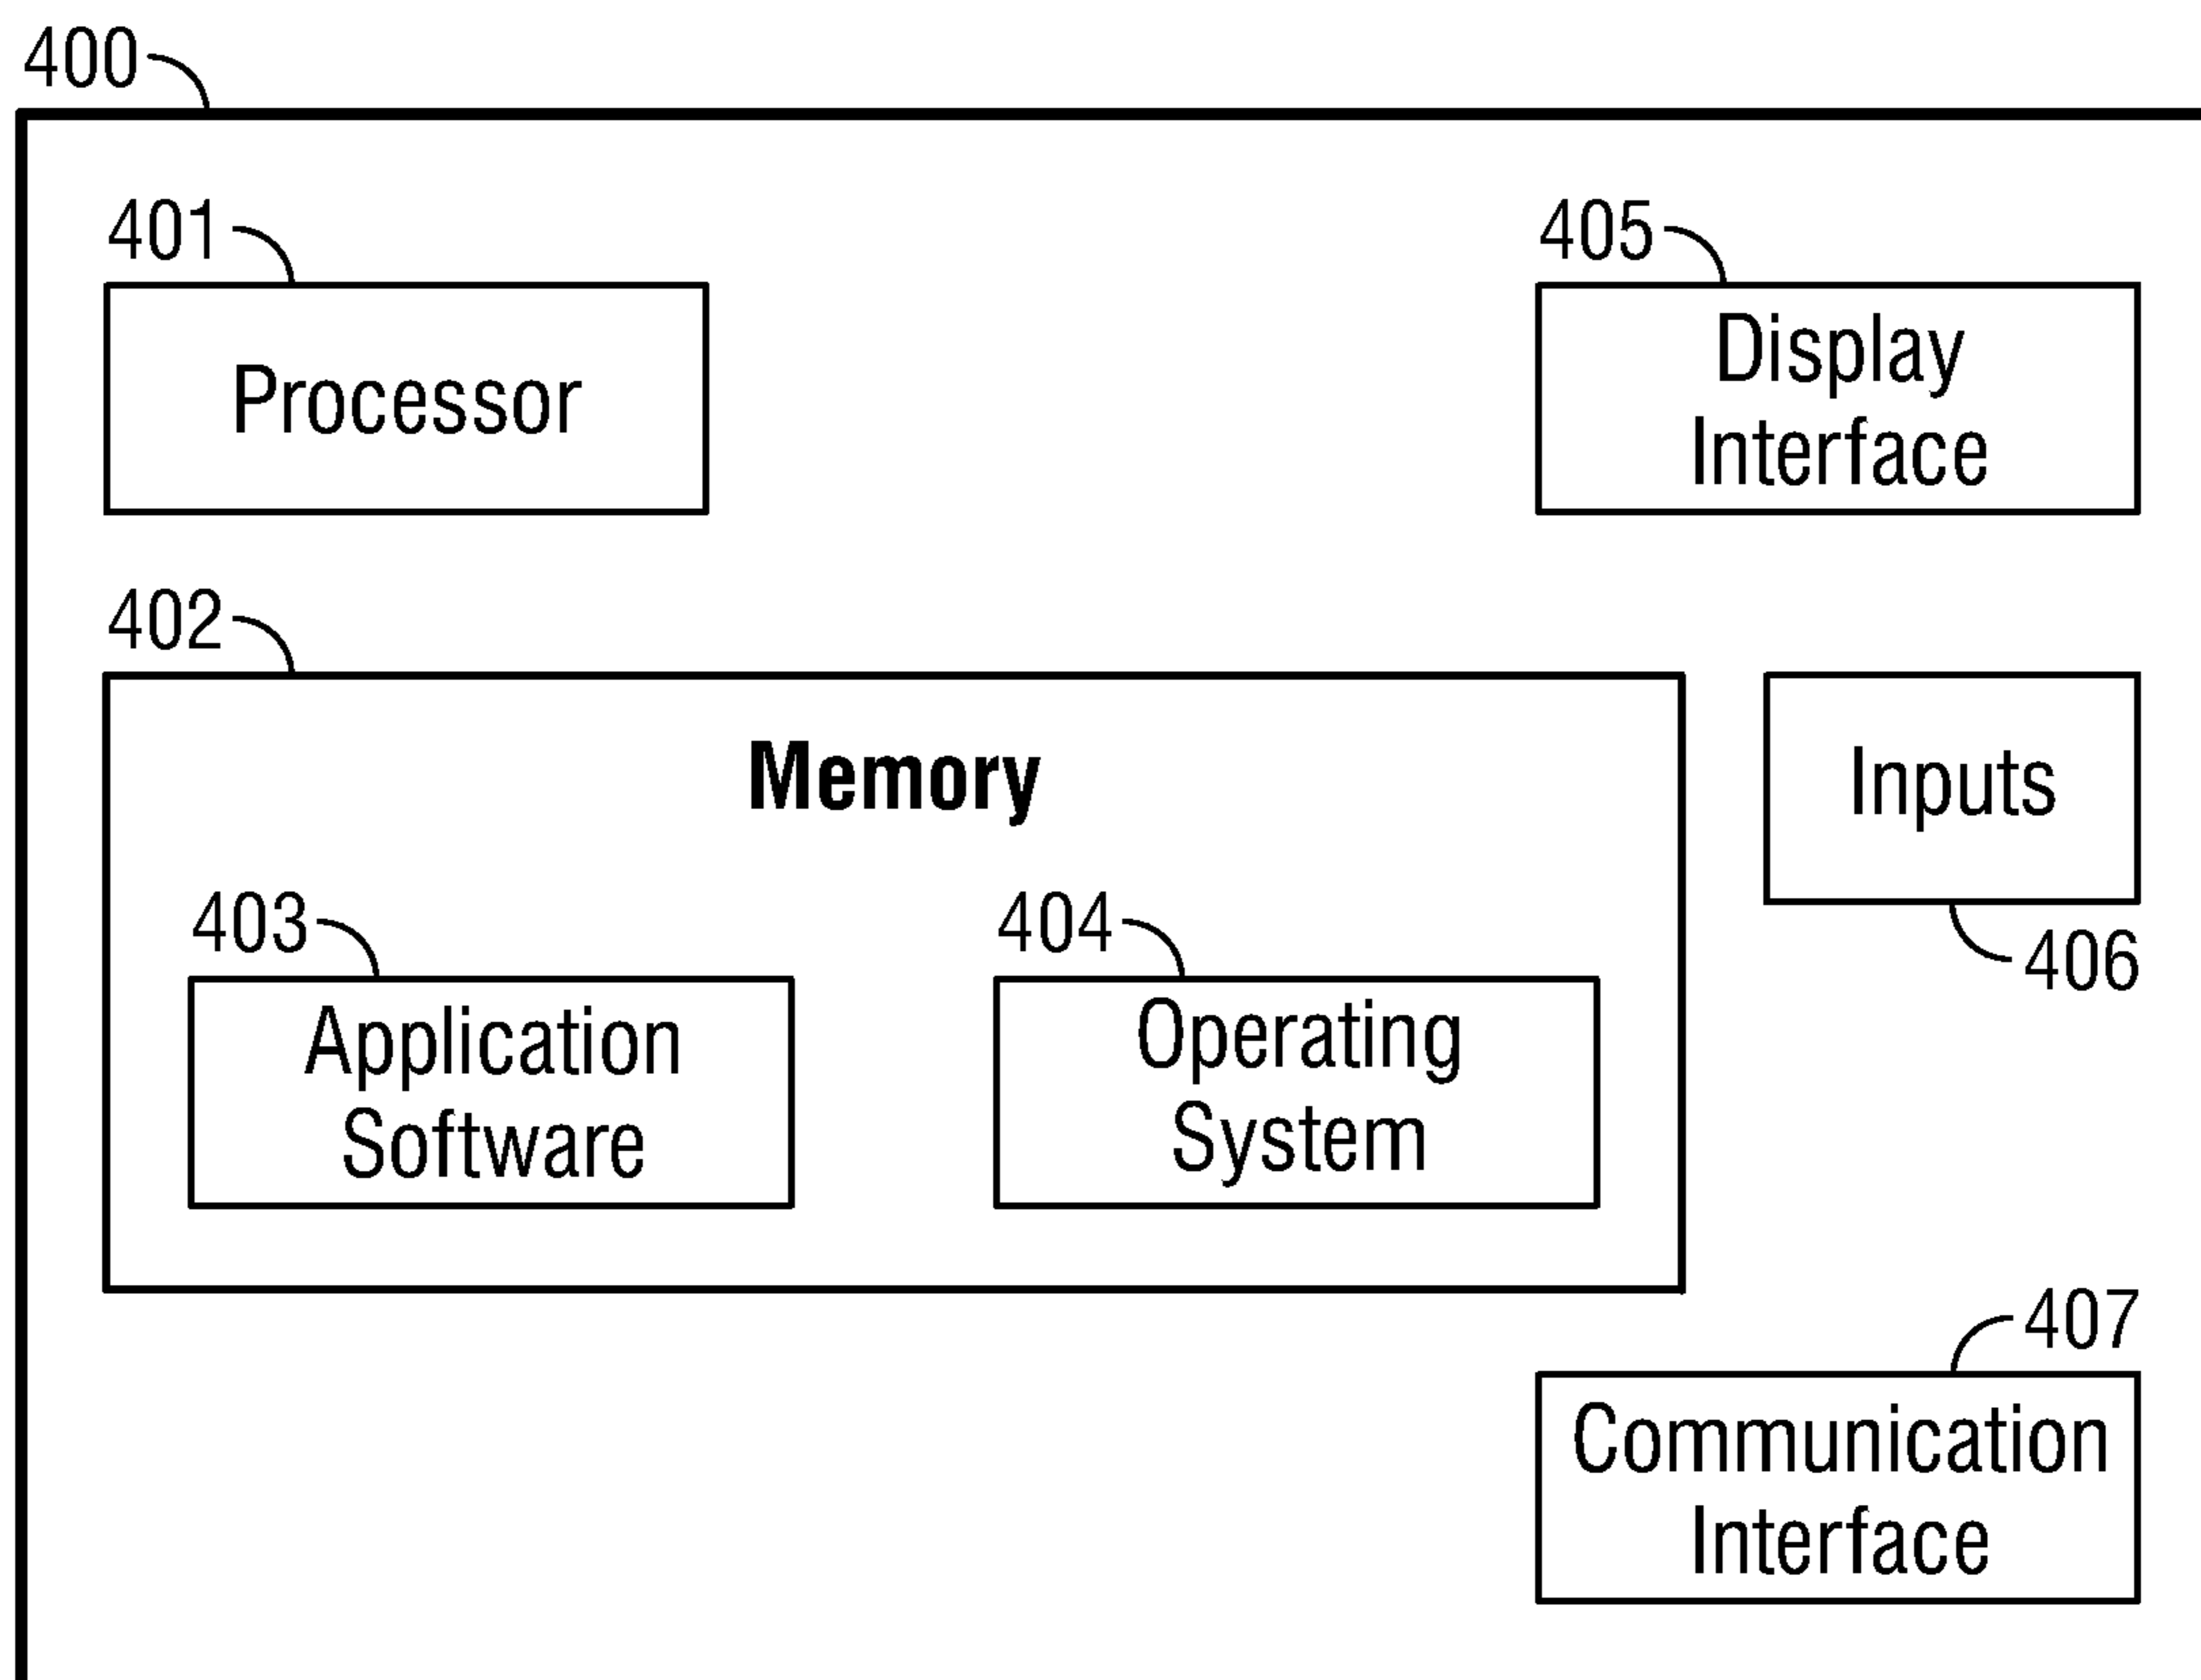 400
401
Processor
405
Display
Interface
402
Memory
Inputs
406
403
Application
Software
404
Operating
System
407
Communication
Interface